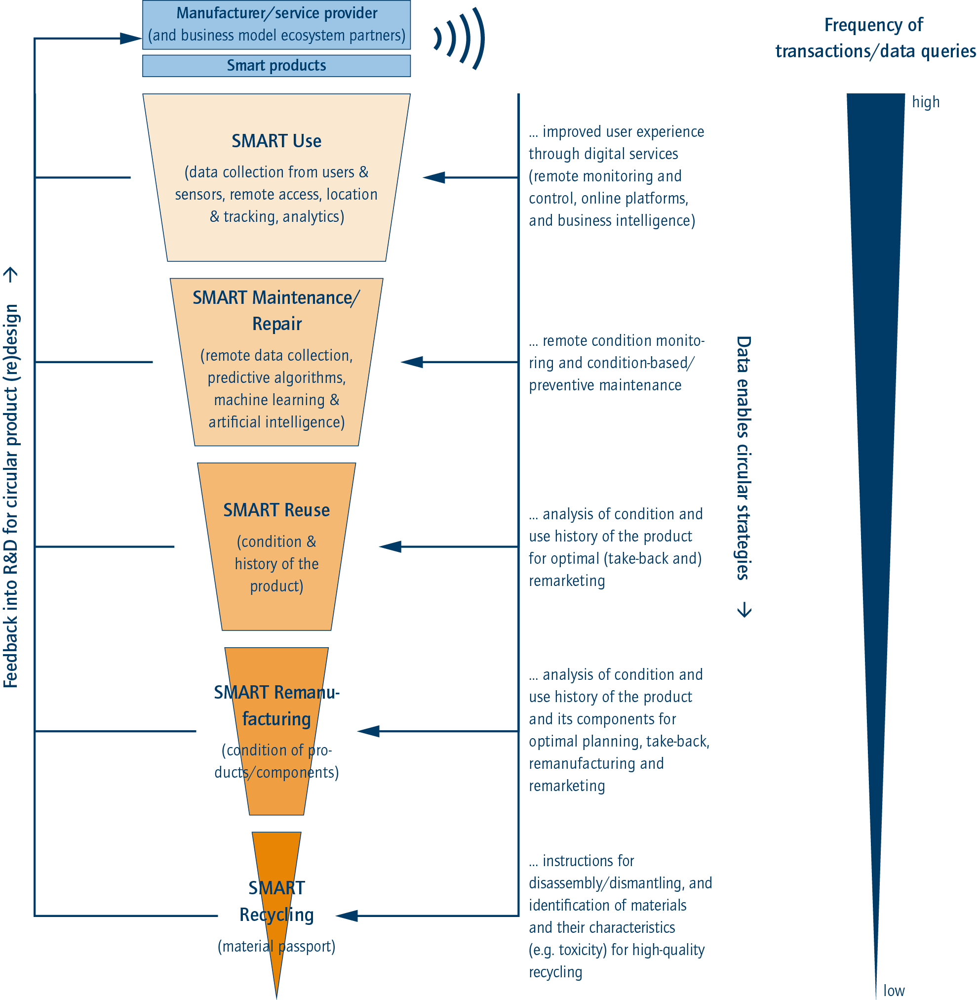 Manufacturer/service provider
(and business model ecosystem partners)
Smart products
Frequency of
transactions/data queries
high
SMART Use
(data collection from users &
sensors, remote access, location
& tracking, analytics)
... improved user experience
through digital services
(remote monitoring and
control, online platforms,
and business intelligence)
SMART Maintenance/
Repair
(remote data collection,
predictive algorithms,
machine learning &
artificial intelligence)
... remote condition monito-
ring and condition-based/
preventive maintenance
SMART Reuse
(condition &
history of the
product)
... analysis of condition and
use history of the product
for optimal (take-back and)
remarketing
SMART Remanu-
facturing
(condition of pro-
ducts/components)
... analysis of condition and
use history of the product
and its components for
optimal planning, take-back,
remanufacturing and
remarketing
SMART
Recycling
(material passport)
... instructions for
disassembly/dismantling, and
identification of materials
and their characteristics
(e.g. toxicity) for high-quality
recycling
low
Feedback into R&D for circular product (re)design →
Data enables circular strategies →